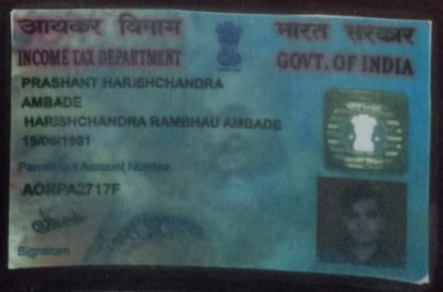 आयकर विभाग
भारत सरकार
INCOME TAX DEPARTMENT
GOVT. OF INDIA
PRASHANT HARISHCHANDRA
AMBADE
HARISHCHANDRA RAMBHAU AMBADE
15/06/1981
Permanent Account Number
AORPA2717F
Signature